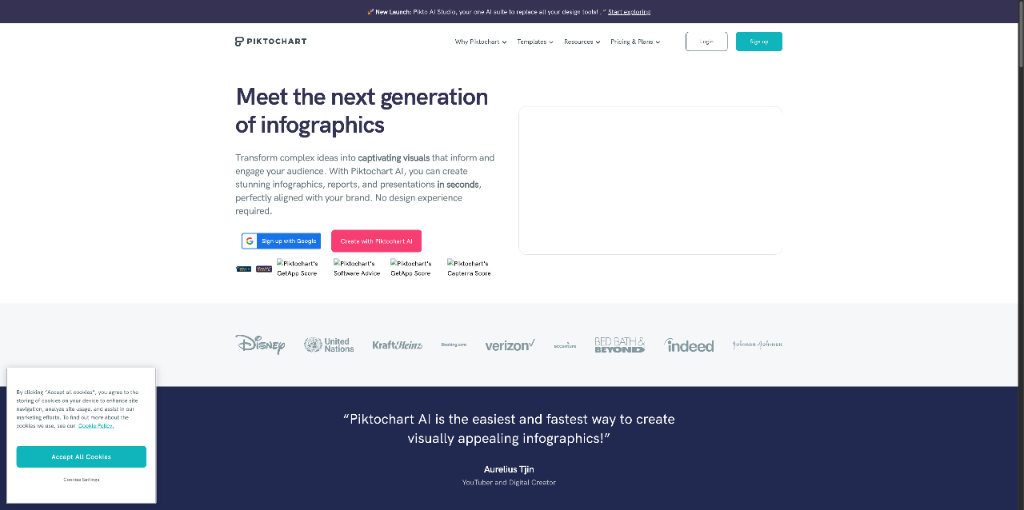 🚀 New Launch: Pikto AI Studio, your one AI suite to replace all your design tools! . " Start exploring!
PIKTOCHART
Why Piktochart
Templates
Resources
Pricing & Plans
Login
Sign up
Meet the next generation
of infographics
Transform complex ideas into captivating visuals that inform and
engage your audience. With Piktochart AI, you can create
stunning infographics, reports, and presentations in seconds,
perfectly aligned with your brand. No design experience
required.
Sign up with Google
Create with Piktochart AI
Piktochart's
GetApp Score
Piktochart's
Software Advice
Piktochart's
GetApp Score
Piktochart's
Capterra Score
Disney
United
Nations
KraftHeinz
Booking.com
verizon
accenture
BED BATH &
BEYOND
indeed
Johnson & Johnson
By clicking "Accept all cookies", you agree to the
storing of cookies on your device to enhance site
navigation, analyze site usage, and assist in our
marketing efforts. To find out more about the
cookies we use, see our Cookie Policy.
Accept All Cookies
Cookies Settings
"Piktochart AI is the easiest and fastest way to create
visually appealing infographics!"
Aurelius Tjin
YouTuber and Digital Creator